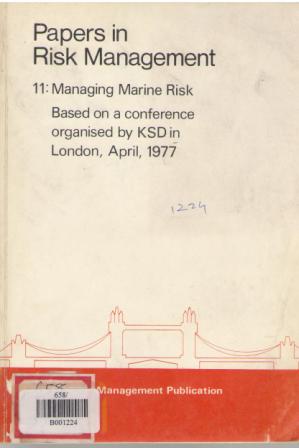 Papers in
Risk Management
11: Managing Marine Risk
Based on a conference
organised by KSD in
London, April, 1977
1224
Management Publication
658/
B001224